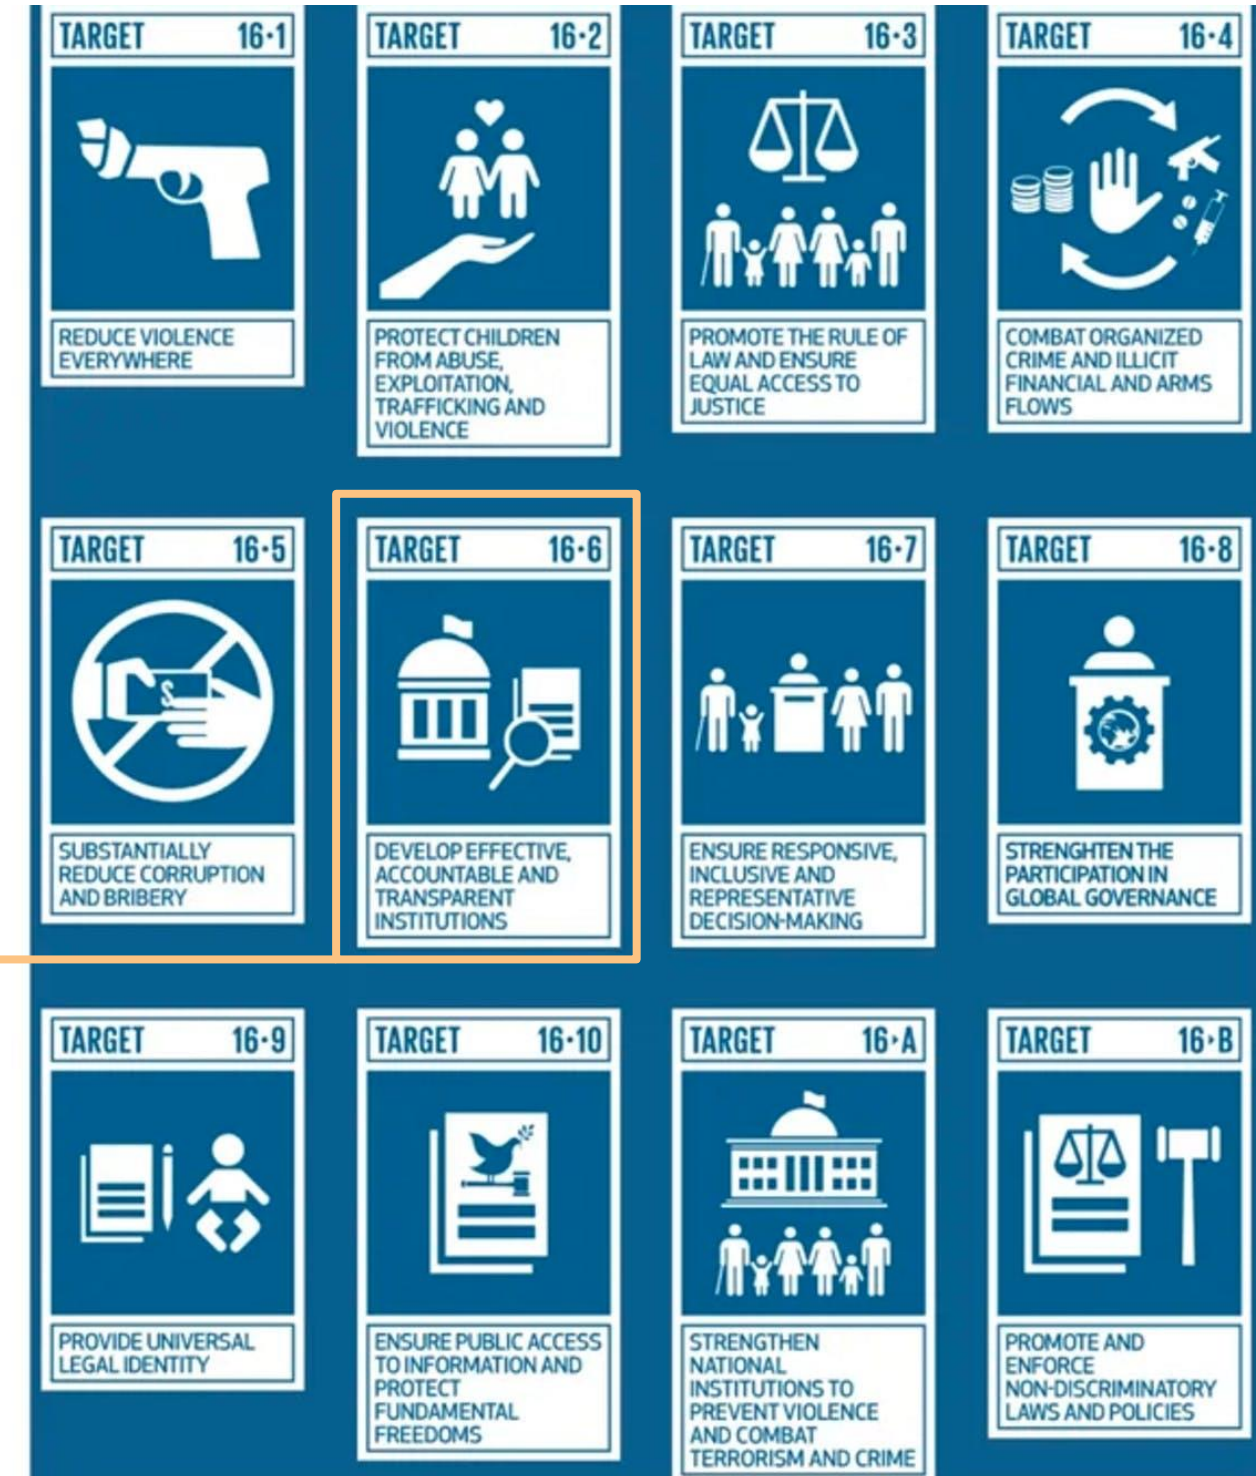 TARGET 16·1
REDUCE VIOLENCE
EVERYWHERE
TARGET 16·2
PROTECT CHILDREN
FROM ABUSE,
EXPLOITATION,
TRAFFICKING AND
VIOLENCE
TARGET 16·3
PROMOTE THE RULE OF
LAW AND ENSURE
EQUAL ACCESS TO
JUSTICE
TARGET 16·4
COMBAT ORGANIZED
CRIME AND ILLICIT
FINANCIAL AND ARMS
FLOWS
TARGET 16·5
$
SUBSTANTIALLY
REDUCE CORRUPTION
AND BRIBERY
TARGET 16·6
DEVELOP EFFECTIVE,
ACCOUNTABLE AND
TRANSPARENT
INSTITUTIONS
TARGET 16·7
ENSURE RESPONSIVE,
INCLUSIVE AND
REPRESENTATIVE
DECISION-MAKING
TARGET 16·8
STRENGHTEN THE
PARTICIPATION IN
GLOBAL GOVERNANCE
TARGET 16·9
PROVIDE UNIVERSAL
LEGAL IDENTITY
TARGET 16·10
ENSURE PUBLIC ACCESS
TO INFORMATION AND
PROTECT
FUNDAMENTAL
FREEDOMS
TARGET 16·A
STRENGTHEN
NATIONAL
INSTITUTIONS TO
PREVENT VIOLENCE
AND COMBAT
TERRORISM AND CRIME
TARGET 16·B
PROMOTE AND
ENFORCE
NON-DISCRIMINATORY
LAWS AND POLICIES